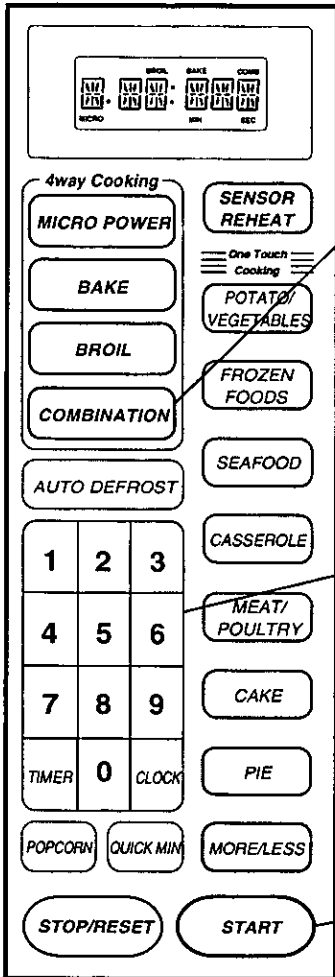 BROIL BAKE COMB
MICRO MIN SEC
4way Cooking
MICRO POWER
BAKE
BROIL
COMBINATION
AUTO DEFROST
1 2 3
4 5 6
7 8 9
TIMER 0 CLOCK
POPCORN QUICK MIN
STOP/RESET
SENSOR
REHEAT
One Touch
Cooking
POTATO/
VEGETABLES
FROZEN
FOODS
SEAFOOD
CASSEROLE
MEAT/
POULTRY
CAKE
PIE
MORE/LESS
START